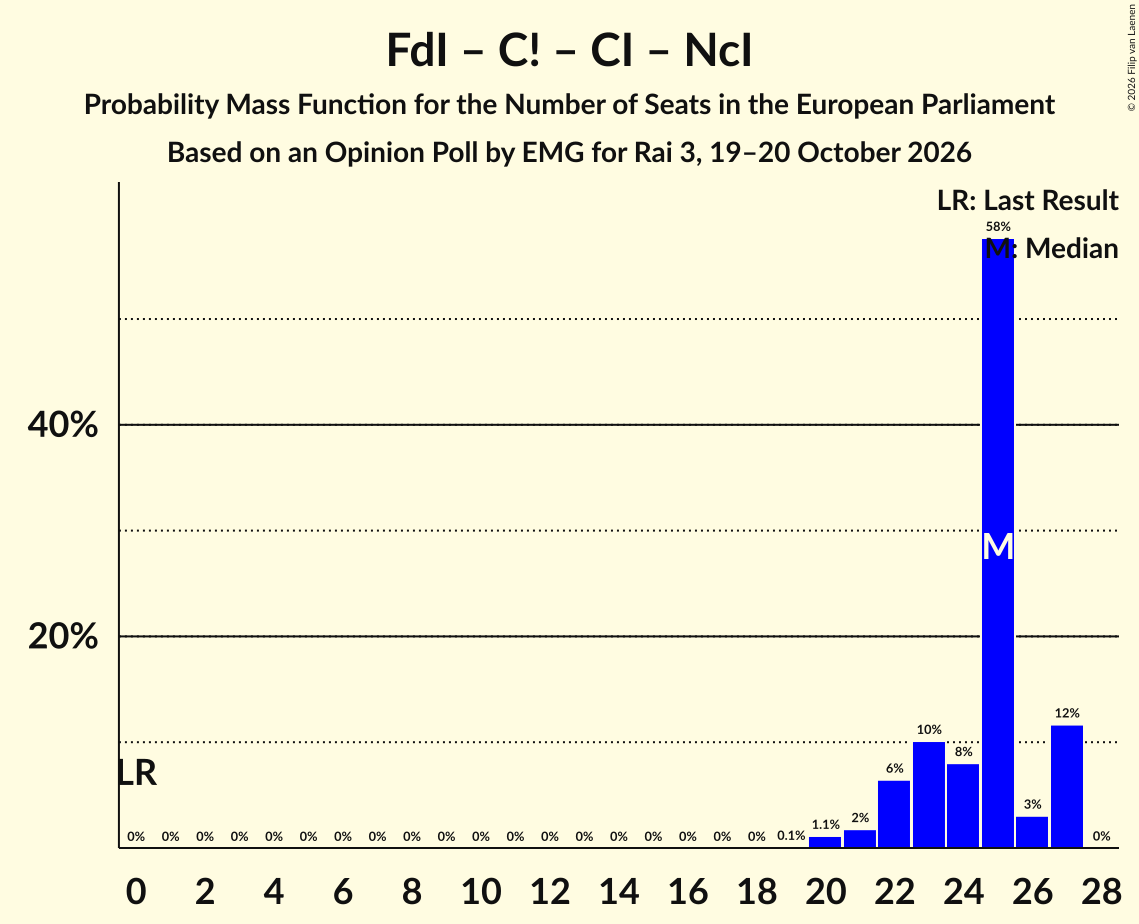 FdI – C! – CI – NcI
Probability Mass Function for the Number of Seats in the European Parliament
Based on an Opinion Poll by EMG for Rai 3, 19–20 October 2026
© 2026 Filip van Laenen
LR: Last Result
M: Median
58%
40%
M
20%
12%
10%
8%
6%
3%
2%
1.1%
0.1%
LR
0% 0% 0% 0% 0% 0% 0% 0% 0% 0% 0% 0% 0% 0% 0% 0% 0% 0% 0% 0%
0 2 4 6 8 10 12 14 16 18 20 22 24 26 28